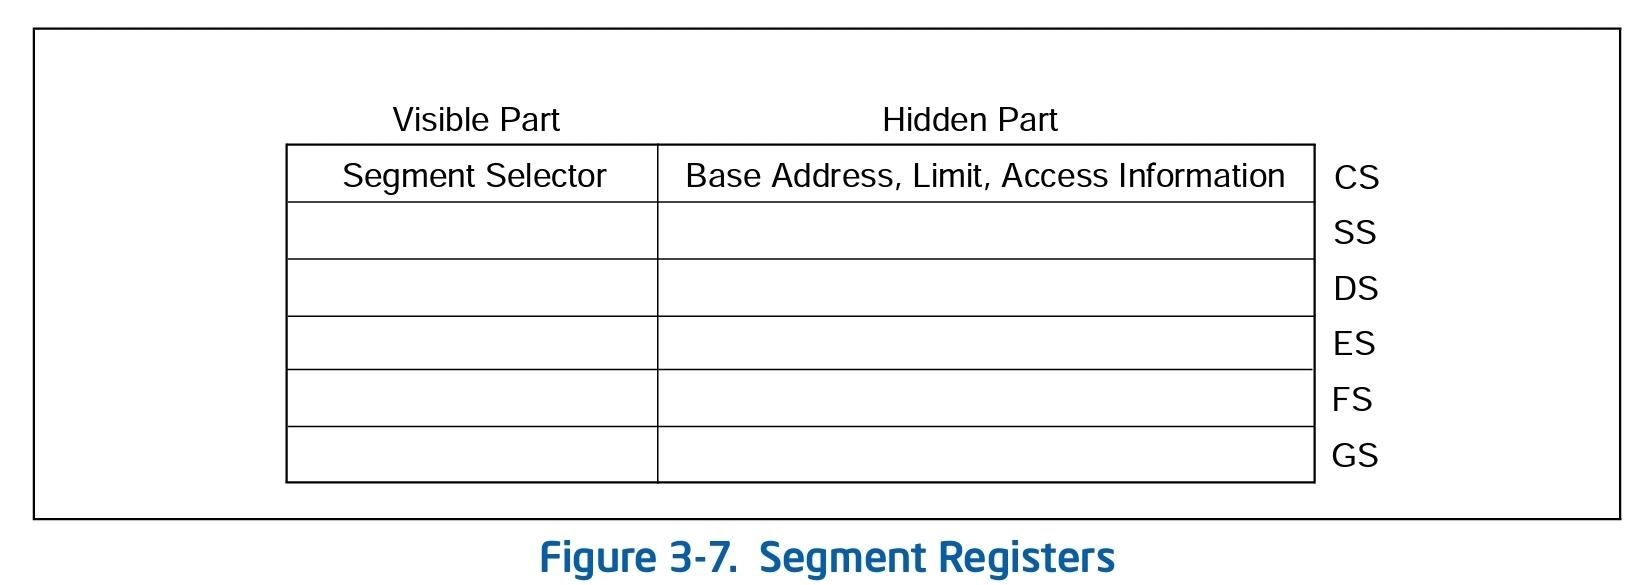 Visible Part Hidden Part
Segment Selector Base Address, Limit, Access Information CS
SS
DS
ES
FS
GS
Figure 3-7. Segment Registers